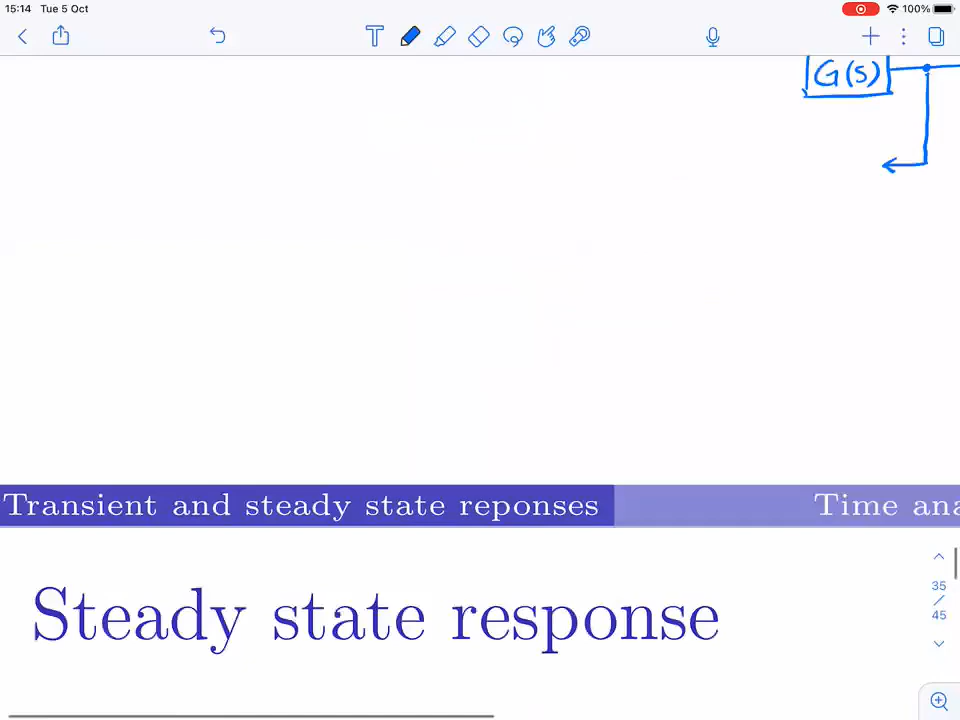 15:14 Tue 5 Oct 100%
G(s)
Transient and steady state reponses Time ana
Steady state response
35
/
45